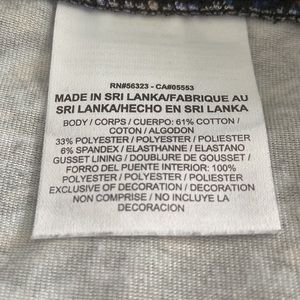 RN#56323 - CA#05553
MADE IN SRI LANKA/FABRIQUE AU
SRI LANKA/HECHO EN SRI LANKA
BODY / CORPS / CUERPO: 61% COTTON /
COTON / ALGODON
33% POLYESTER / POLYESTER / POLIESTER
6% SPANDEX / ELASTHANNE / ELASTANO
GUSSET LINING / DOUBLURE DE GOUSSET /
FORRO DEL PUENTE INTERIOR: 100%
POLYESTER / POLYESTER / POLIESTER
EXCLUSIVE OF DECORATION / DECORATION
NON COMPRISE / NO INCLUYE LA
DECORACION